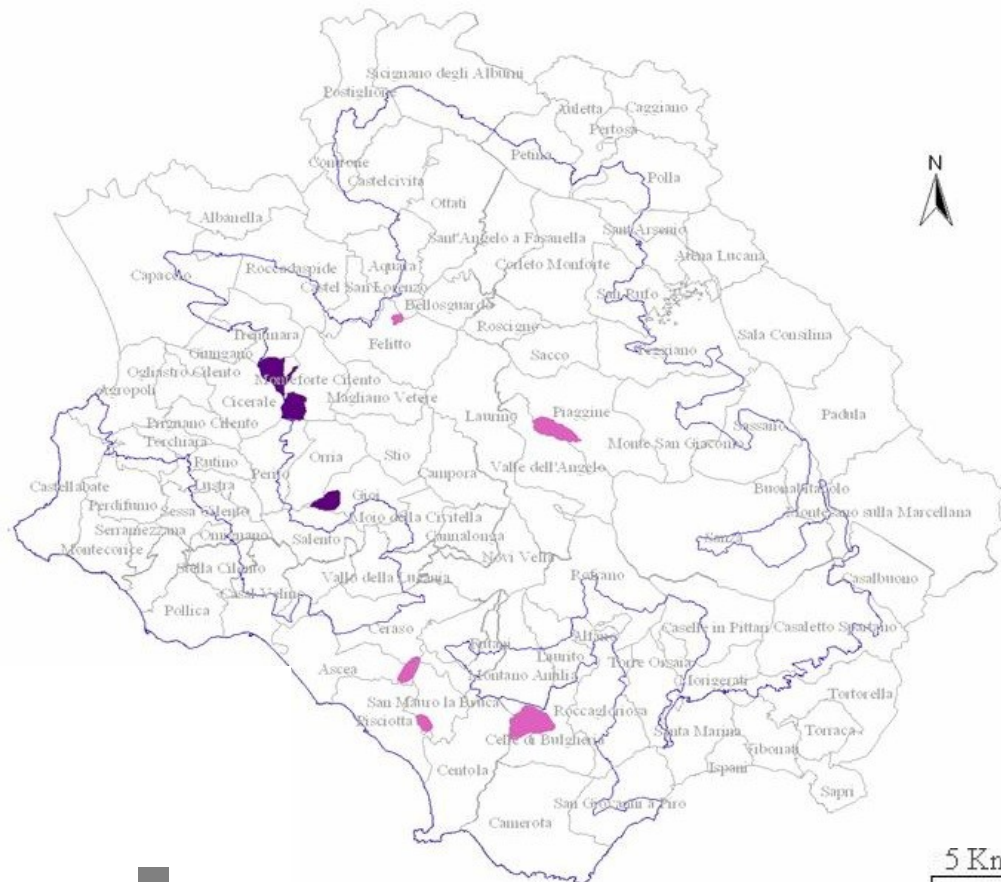 Sicignano degli Alburni
Postiglione
Auletta
Caggiano
Pertosa
Petina
Controne
Castelcivita
Polla
N
Ottati
Albanella
Sant'Angelo a Fasanella
Sant'Arsenio
Atena Lucana
Aquara
Corleto Monforte
Capaccio
Roccadaspide
Castel San Lorenzo
San Rufo
Bellosguardo
Roscigno
Sala Consilina
Trentinara
Felitto
Teggiano
Sacco
Giungano
Ogliastro Cilento
Monteforte Cilento
Agropoli
Cicerale
Magliano Vetere
Laurino
Piaggine
Padula
Prignano Cilento
Sassano
Torchiara
Monte San Giacomo
Orria
Stio
Rutino
Campora
Valle dell'Angelo
Perito
Castellabate
Lustra
Gioi
Buonabitacolo
Perdifumo
Sessa Cilento
Montesano sulla Marcellana
Moio della Civitella
Serramezzana
Omignano
Salento
Cannalonga
Sanza
Montecorice
Novi Velia
Stella Cilento
Vallo della Lucania
Rofrano
Casalbuono
Casal Velino
Pollica
Ceraso
Caselle in Pittari
Casaletto Spartano
Futani
Alfano
Laurito
Torre Orsaia
Ascea
Montano Antilia
Morigerati
Tortorella
San Mauro la Bruca
Roccagloriosa
Pisciotta
Santa Marina
Torraca
Celle di Bulgheria
Vibonati
Centola
Ispani
Sapri
San Giovanni a Piro
Camerota
5 Km